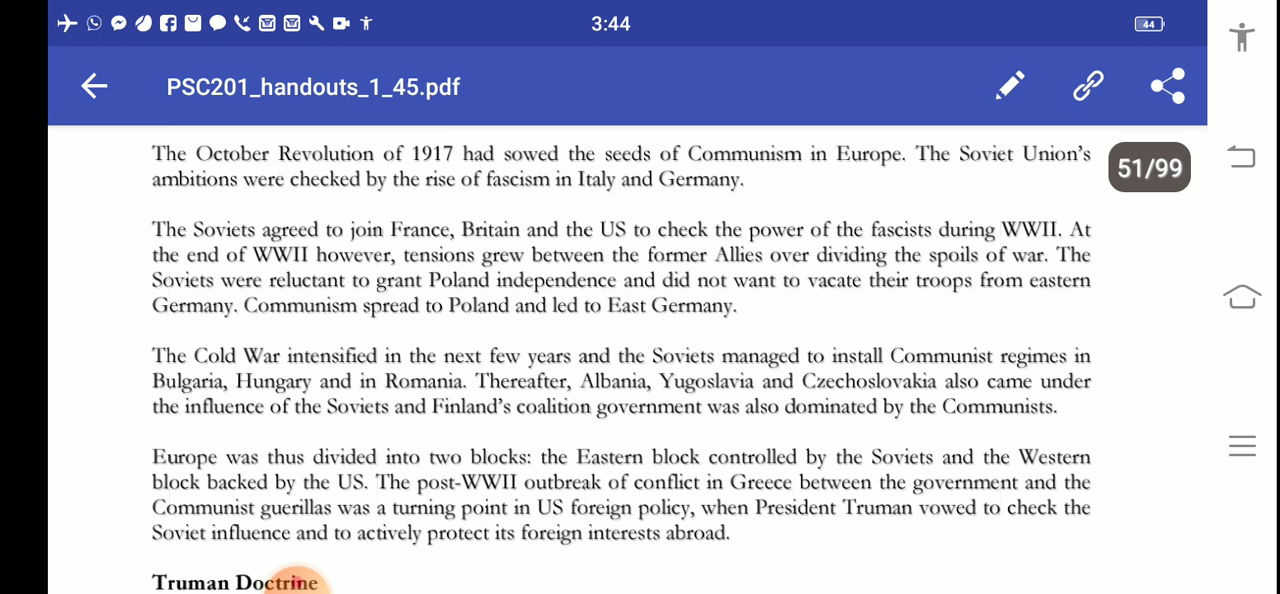 3:44
44
PSC201_handouts_1_45.pdf
51/99
The October Revolution of 1917 had sowed the seeds of Communism in Europe. The Soviet Union's
ambitions were checked by the rise of fascism in Italy and Germany.
The Soviets agreed to join France, Britain and the US to check the power of the fascists during WWII. At
the end of WWII however, tensions grew between the former Allies over dividing the spoils of war. The
Soviets were reluctant to grant Poland independence and did not want to vacate their troops from eastern
Germany. Communism spread to Poland and led to East Germany.
The Cold War intensified in the next few years and the Soviets managed to install Communist regimes in
Bulgaria, Hungary and in Romania. Thereafter, Albania, Yugoslavia and Czechoslovakia also came under
the influence of the Soviets and Finland's coalition government was also dominated by the Communists.
Europe was thus divided into two blocks: the Eastern block controlled by the Soviets and the Western
block backed by the US. The post-WWII outbreak of conflict in Greece between the government and the
Communist guerillas was a turning point in US foreign policy, when President Truman vowed to check the
Soviet influence and to actively protect its foreign interests abroad.
Truman Doctrine